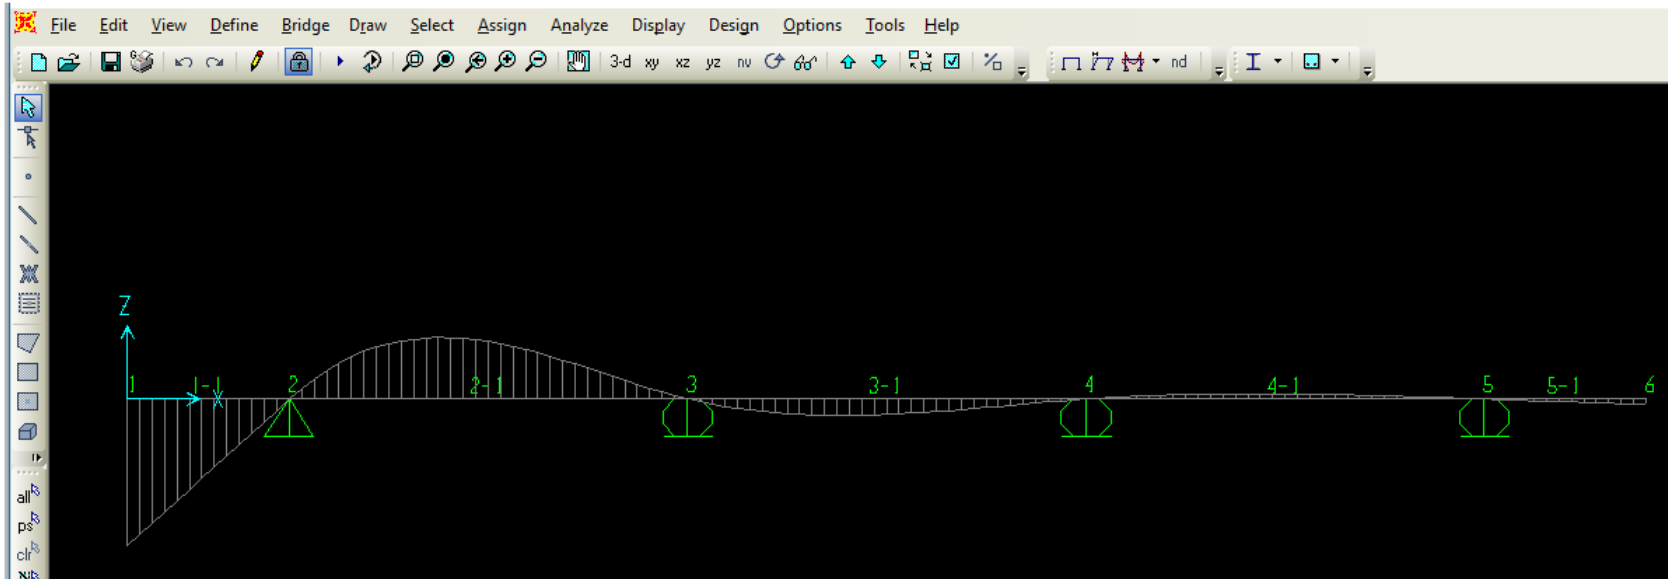 File Edit View Define Bridge Draw Select Assign Analyze Display Design Options Tools Help
3-d xy xz yz nv nd
Z
1 1-1 X 2 2-1 3 3-1 4 4-1 5 5-1 6
all
ps
clr